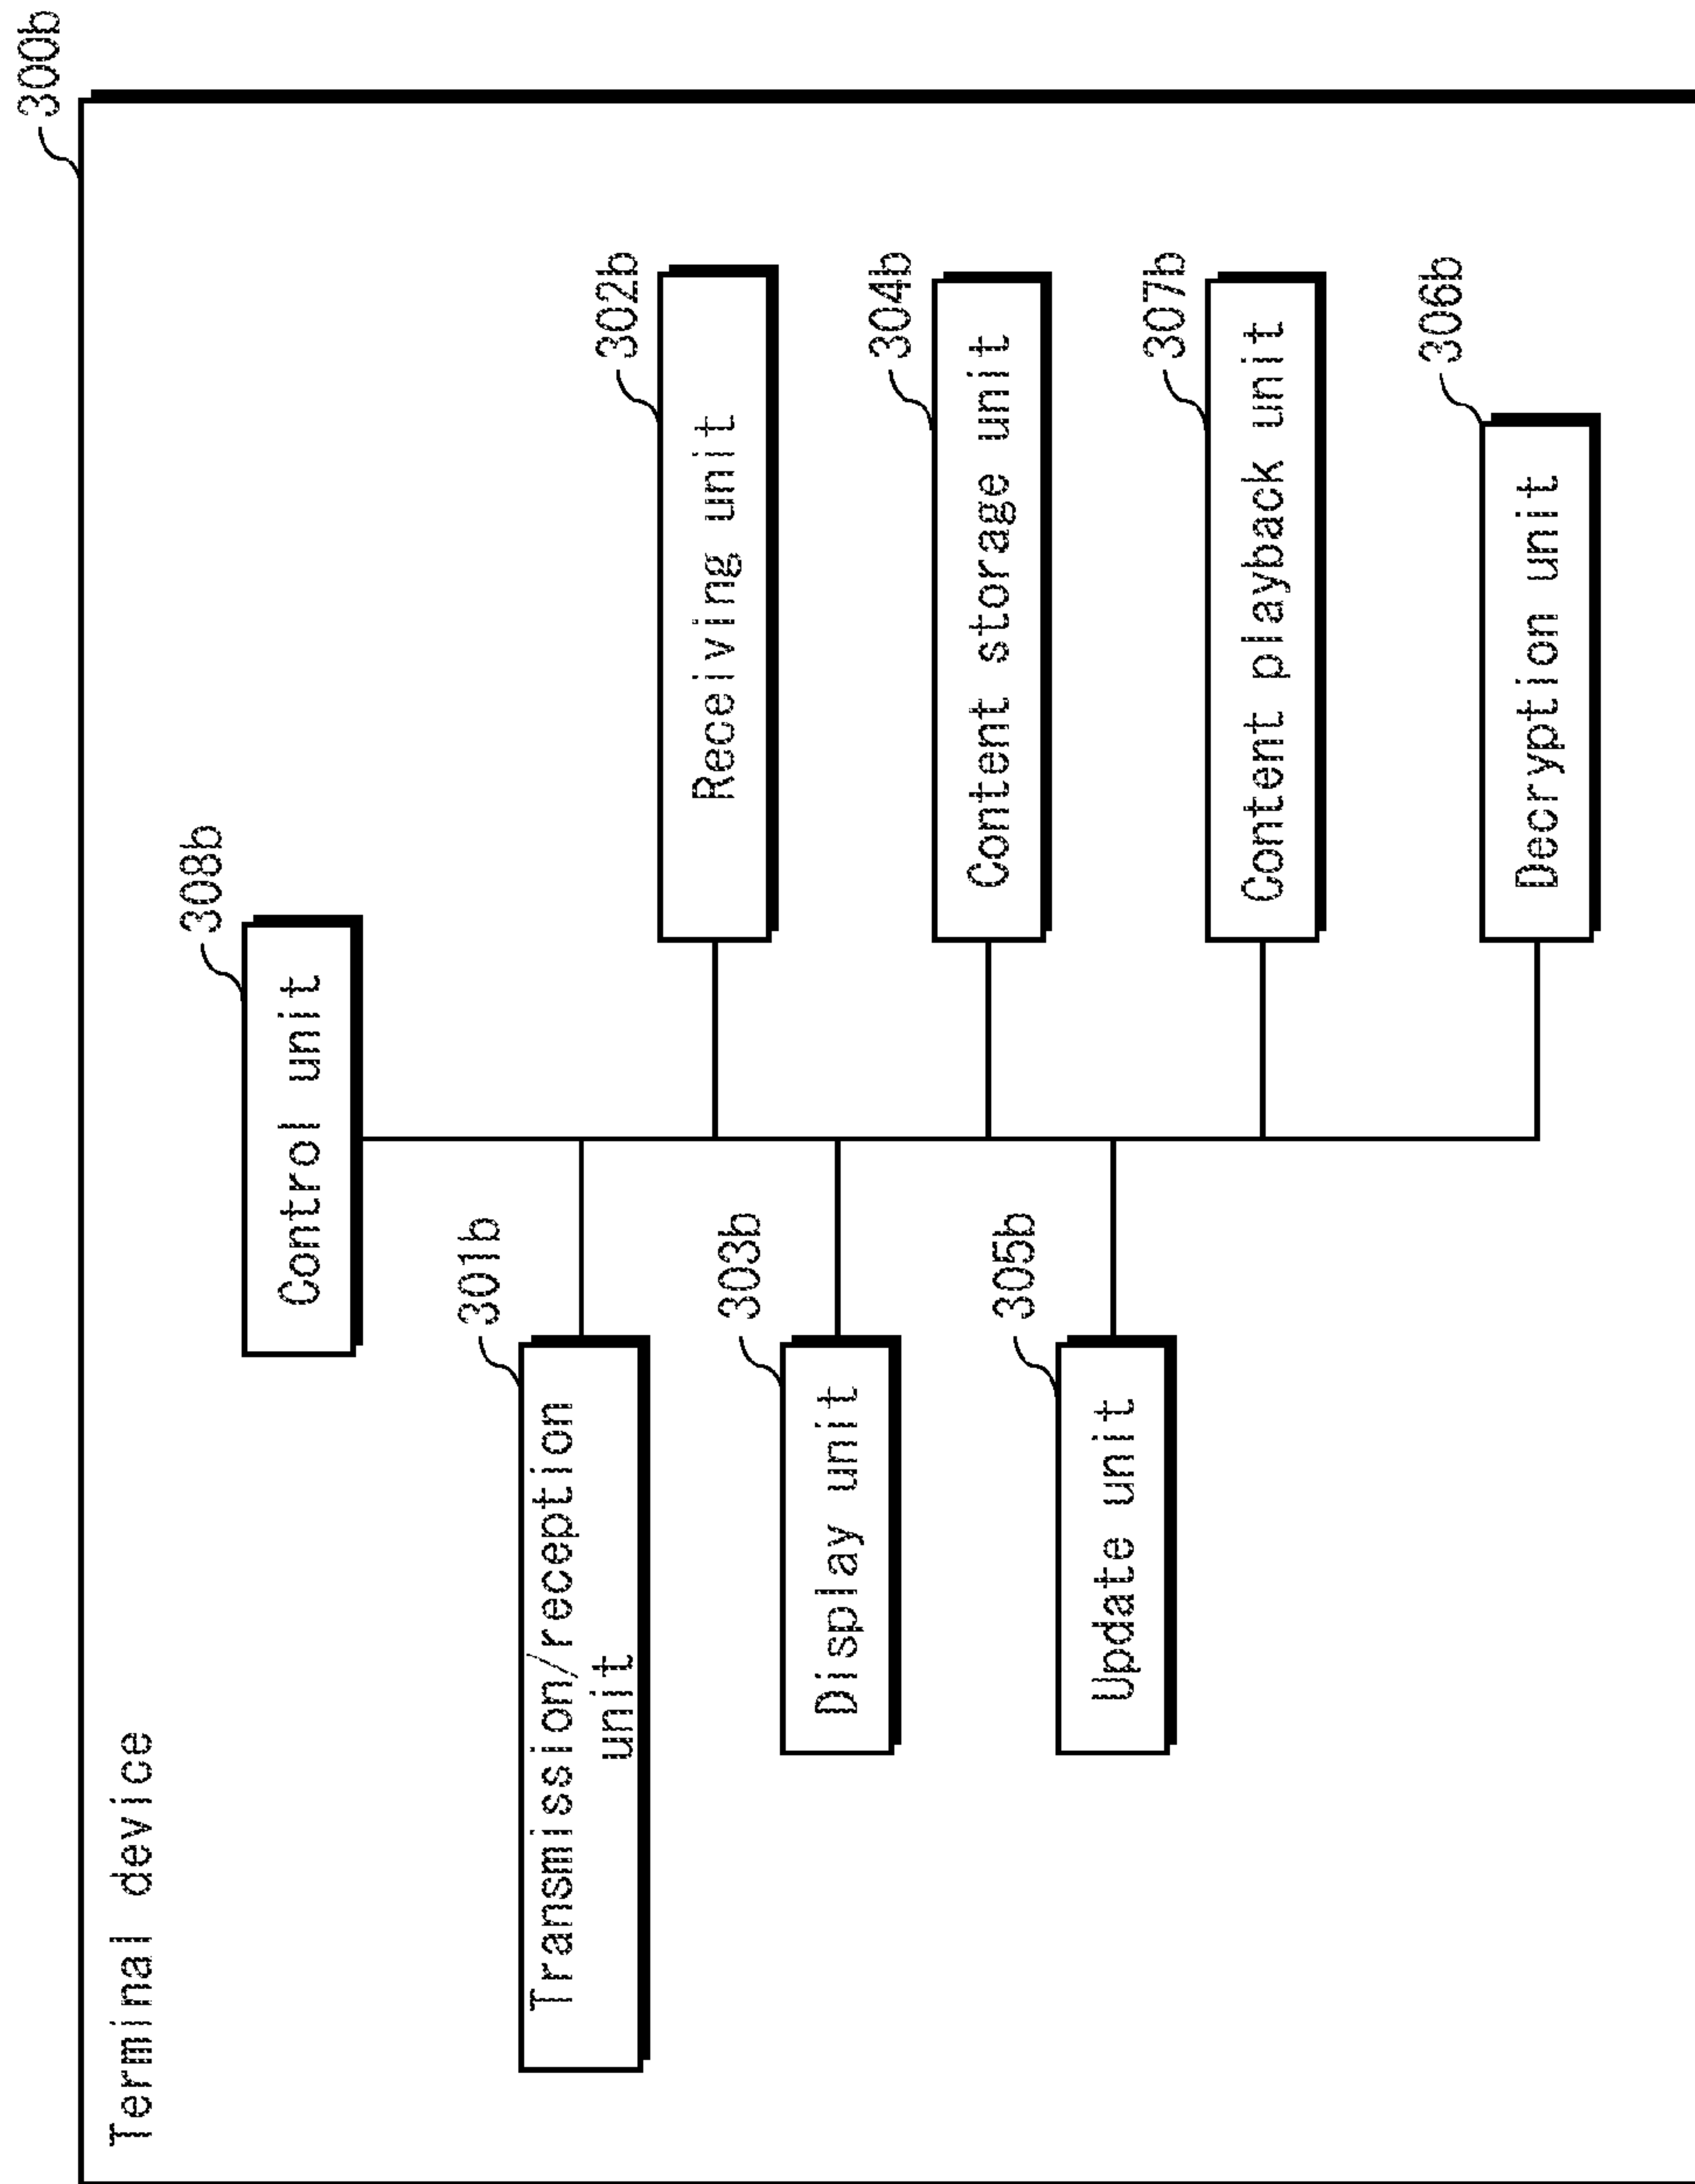 300b
Terminal device
308b
Control unit
301b
Transmission/reception
unit
302b
Receiving unit
303b
Display unit
304b
Content storage unit
305b
Update unit
307b
Content playback unit
306b
Decryption unit